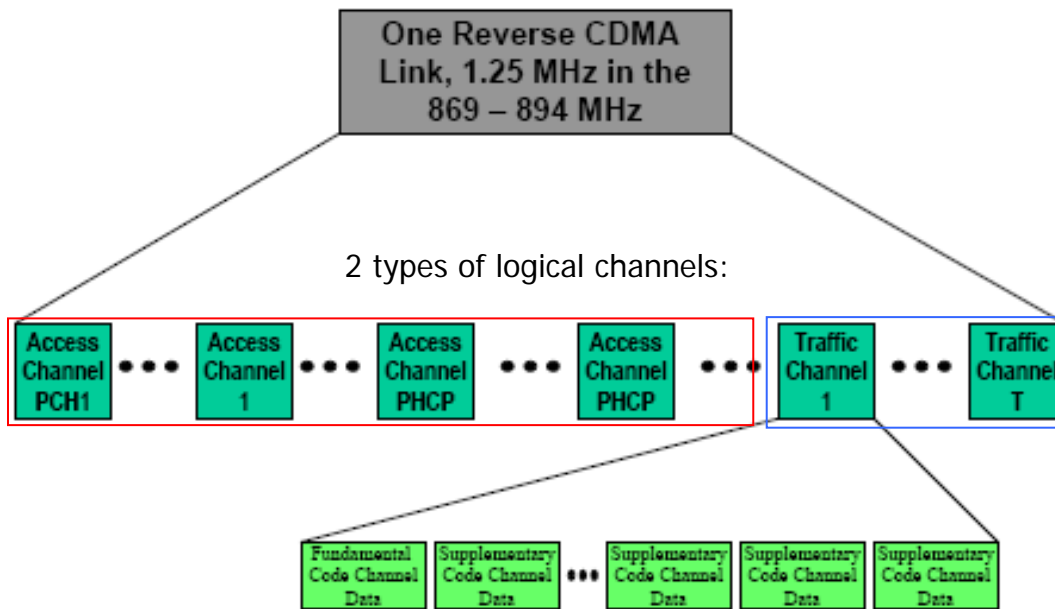 One Reverse CDMA
Link, 1.25 MHz in the
869 – 894 MHz
2 types of logical channels:
Access
Channel
PCH1
Access
Channel
1
Access
Channel
PHCP
Access
Channel
PHCP
Traffic
Channel
1
Traffic
Channel
T
Fundamental
Code Channel
Data
Supplementary
Code Channel
Data
Supplementary
Code Channel
Data
Supplementary
Code Channel
Data
Supplementary
Code Channel
Data